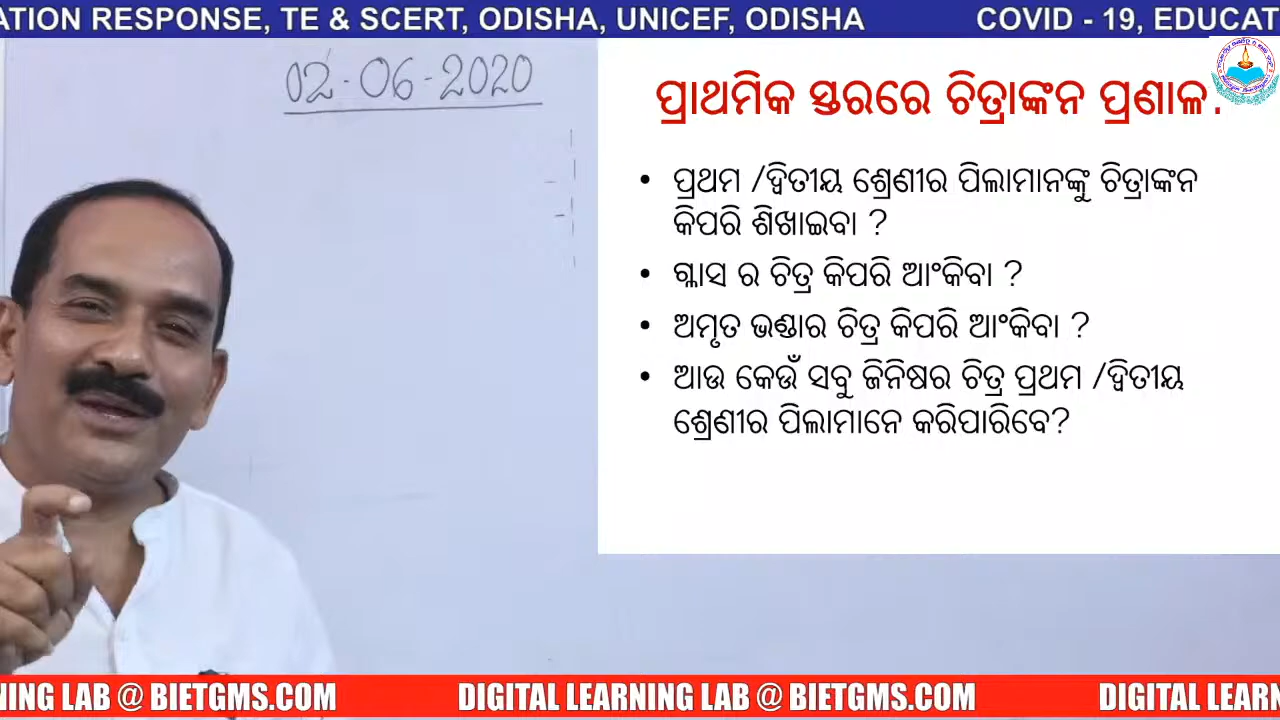 ATION RESPONSE, TE & SCERT, ODISHA, UNICEF, ODISHA COVID - 19, EDUCAT
02-06-2020
ପ୍ରାଥମିକ ସ୍ତରରେ ଚିତ୍ରାଙ୍କନ ପ୍ରଣାଳ
• ପ୍ରଥମ /ଦ୍ଵିତୀୟ ଶ୍ରେଣୀର ପିଲାମାନଙ୍କୁ ଚିତ୍ରାଙ୍କନ
କିପରି ଶିଖାଇବା ?
• ଗ୍ଲାସ ର ଚିତ୍ର କିପରି ଆଂକିବା ?
• ଅମୃତ ଭଣ୍ଡାର ଚିତ୍ର କିପରି ଆଂକିବା ?
• ଆଉ କେଉଁ ସବୁ ଜିନିଷର ଚିତ୍ର ପ୍ରଥମ /ଦ୍ଵିତୀୟ
ଶ୍ରେଣୀର ପିଲାମାନେ କରିପାରିବେ?
NING LAB @ BIETGMS.COM DIGITAL LEARNING LAB @ BIETGMS.COM DIGITAL LEARN